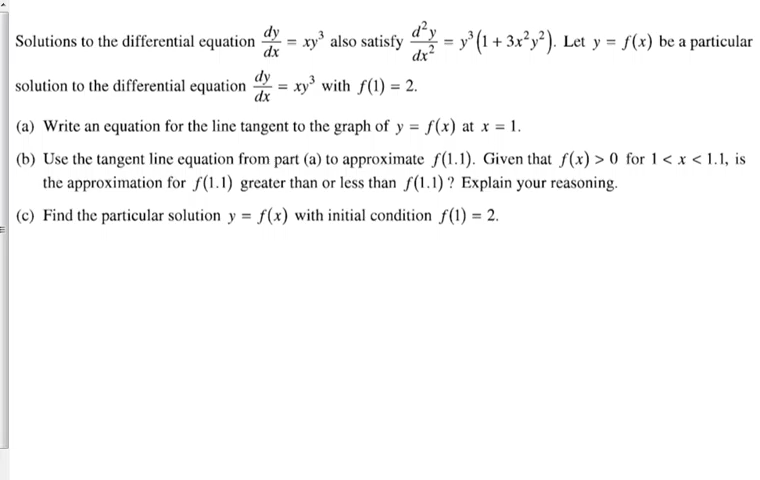 Solutions to the differential equation dy/dx = xy³ also satisfy d²y/dx² = y³(1 + 3x²y²). Let y = f(x) be a particular
solution to the differential equation dy/dx = xy³ with f(1) = 2.
(a) Write an equation for the line tangent to the graph of y = f(x) at x = 1.
(b) Use the tangent line equation from part (a) to approximate f(1.1). Given that f(x) > 0 for 1 < x < 1.1, is
the approximation for f(1.1) greater than or less than f(1.1) ? Explain your reasoning.
(c) Find the particular solution y = f(x) with initial condition f(1) = 2.